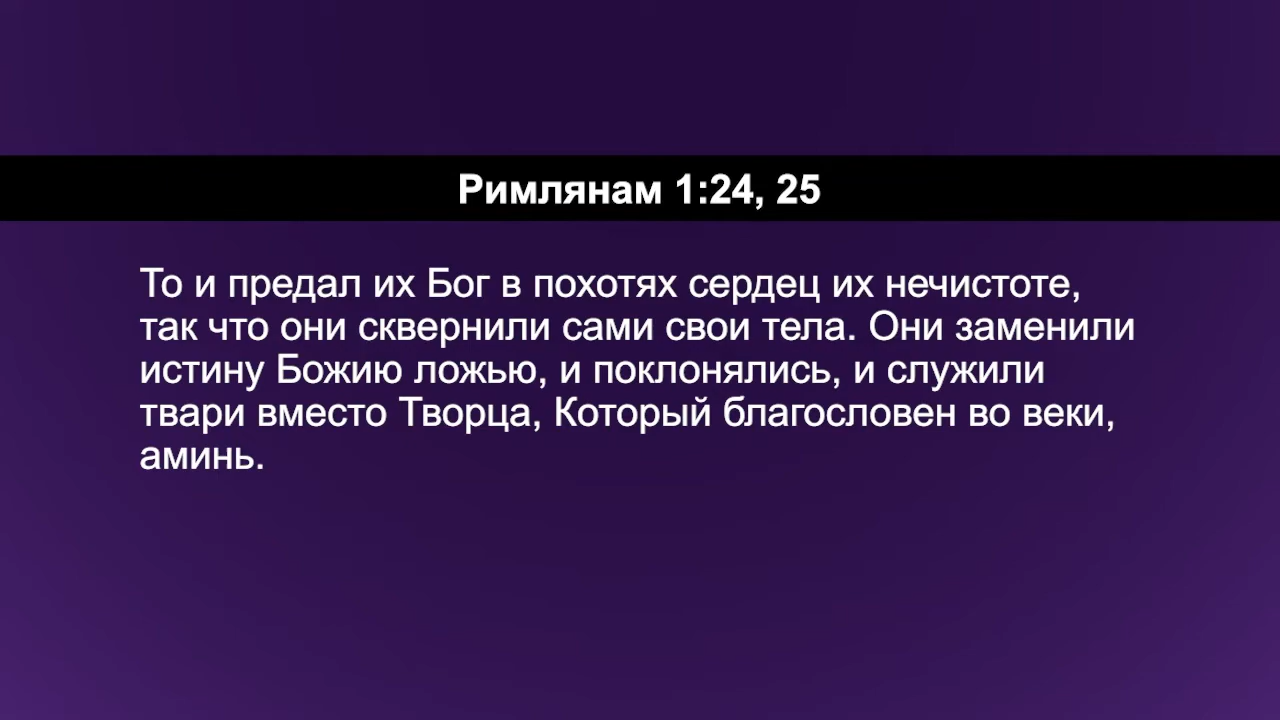 Римлянам 1:24, 25
То и предал их Бог в похотях сердец их нечистоте,
так что они сквернили сами свои тела. Они заменили
истину Божию ложью, и поклонялись, и служили
твари вместо Творца, Который благословен во веки,
аминь.